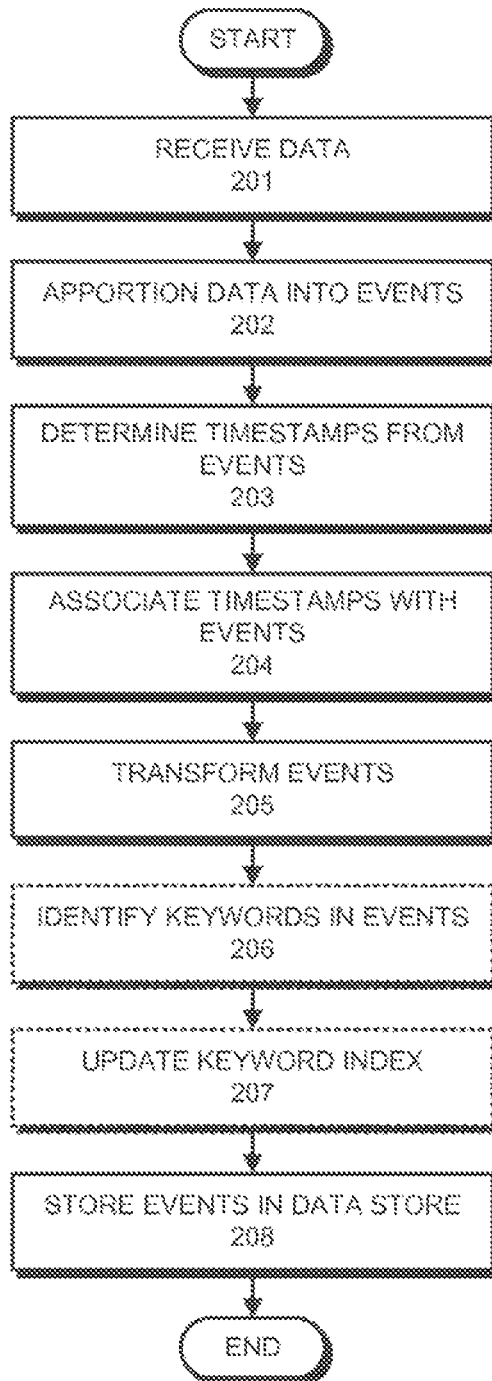 START
RECEIVE DATA
201
APPORTION DATA INTO EVENTS
202
DETERMINE TIMESTAMPS FROM
EVENTS
203
ASSOCIATE TIMESTAMPS WITH
EVENTS
204
TRANSFORM EVENTS
205
IDENTIFY KEYWORDS IN EVENTS
206
UPDATE KEYWORD INDEX
207
STORE EVENTS IN DATA STORE
208
END